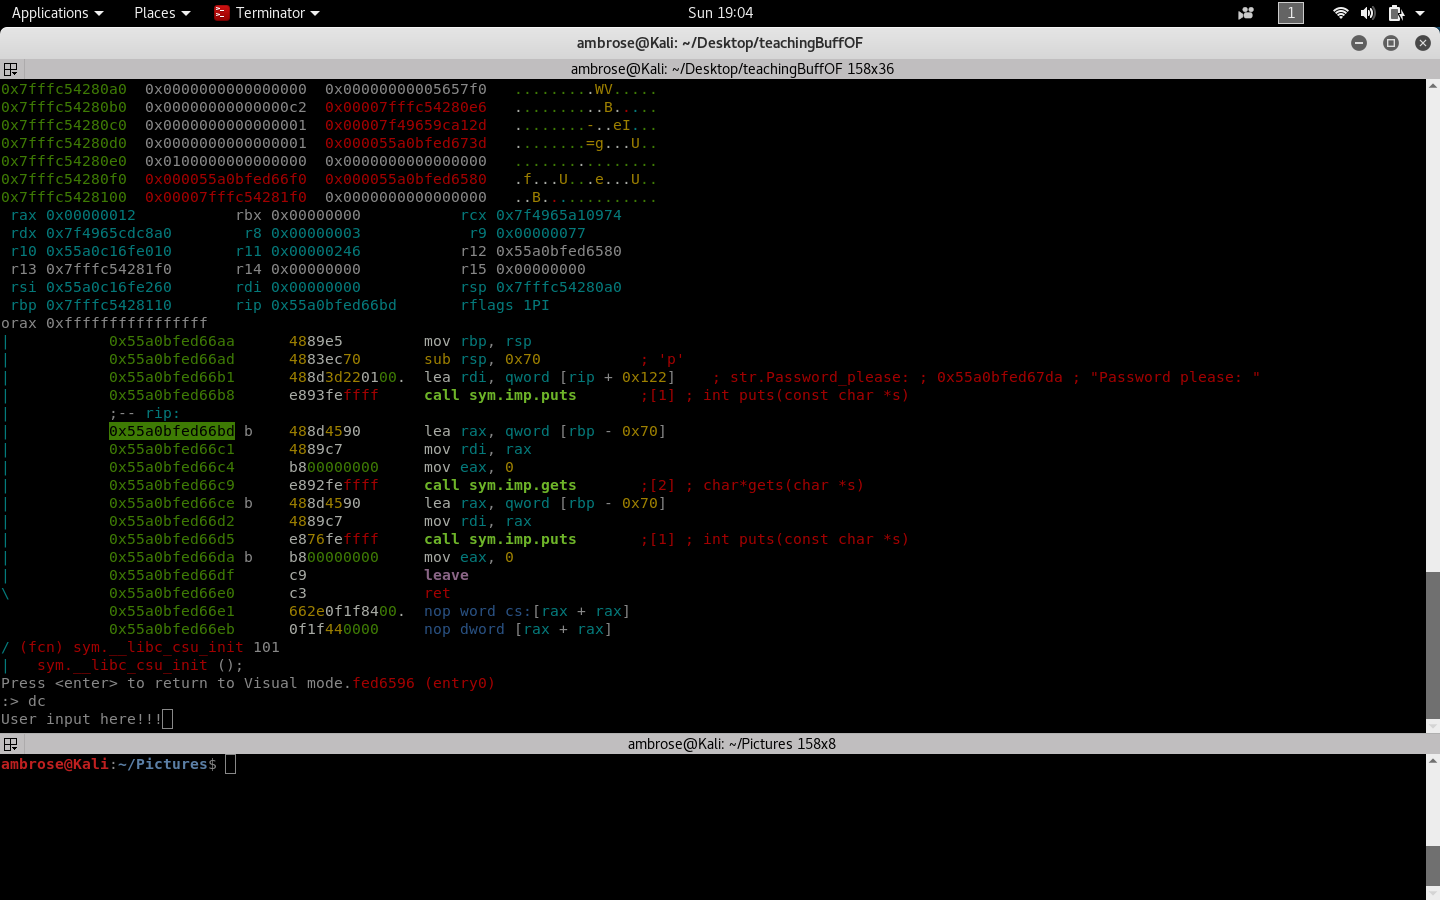 Applications Places Terminator Sun 19:04 1
ambrose@Kali: ~/Desktop/teachingBuffOF
ambrose@Kali: ~/Desktop/teachingBuffOF 158x36
0x7fffc54280a0  0x0000000000000000  0x00000000005657f0   .........WV.....
0x7fffc54280b0  0x00000000000000c2  0x00007fffc54280e6   ..........B.....
0x7fffc54280c0  0x0000000000000001  0x00007f49659ca12d   ........-..eI...
0x7fffc54280d0  0x0000000000000001  0x000055a0bfed673d   ........=g...U..
0x7fffc54280e0  0x0100000000000000  0x0000000000000000   ................
0x7fffc54280f0  0x000055a0bfed66f0  0x000055a0bfed6580   .f...U...e...U..
0x7fffc5428100  0x00007fffc54281f0  0x0000000000000000   ..B.............
rax 0x00000012           rbx 0x00000000           rcx 0x7f4965a10974
rdx 0x7f4965cdc8a0        r8 0x00000003            r9 0x00000077
r10 0x55a0c16fe010       r11 0x00000246           r12 0x55a0bfed6580
r13 0x7fffc54281f0       r14 0x00000000           r15 0x00000000
rsi 0x55a0c16fe260       rdi 0x00000000           rsp 0x7fffc54280a0
rbp 0x7fffc5428110       rip 0x55a0bfed66bd       rflags 1PI
orax 0xffffffffffffffff
|           0x55a0bfed66aa      4889e5         mov rbp, rsp
|           0x55a0bfed66ad      4883ec70       sub rsp, 0x70           ; 'p'
|           0x55a0bfed66b1      488d3d220100.  lea rdi, qword [rip + 0x122]    ; str.Password_please: ; 0x55a0bfed67da ; "Password please: "
|           0x55a0bfed66b8      e893feffff     call sym.imp.puts       ;[1] ; int puts(const char *s)
|           ;-- rip:
|           0x55a0bfed66bd b    488d4590       lea rax, qword [rbp - 0x70]
|           0x55a0bfed66c1      4889c7         mov rdi, rax
|           0x55a0bfed66c4      b800000000     mov eax, 0
|           0x55a0bfed66c9      e892feffff     call sym.imp.gets       ;[2] ; char*gets(char *s)
|           0x55a0bfed66ce b    488d4590       lea rax, qword [rbp - 0x70]
|           0x55a0bfed66d2      4889c7         mov rdi, rax
|           0x55a0bfed66d5      e876feffff     call sym.imp.puts       ;[1] ; int puts(const char *s)
|           0x55a0bfed66da b    b800000000     mov eax, 0
|           0x55a0bfed66df      c9             leave
\           0x55a0bfed66e0      c3             ret
            0x55a0bfed66e1      662e0f1f8400.  nop word cs:[rax + rax]
            0x55a0bfed66eb      0f1f440000     nop dword [rax + rax]
/ (fcn) sym.__libc_csu_init 101
|   sym.__libc_csu_init ();
Press <enter> to return to Visual mode.fed6596 (entry0)
:> dc
User input here!!!
ambrose@Kali: ~/Pictures 158x8
ambrose@Kali:~/Pictures$